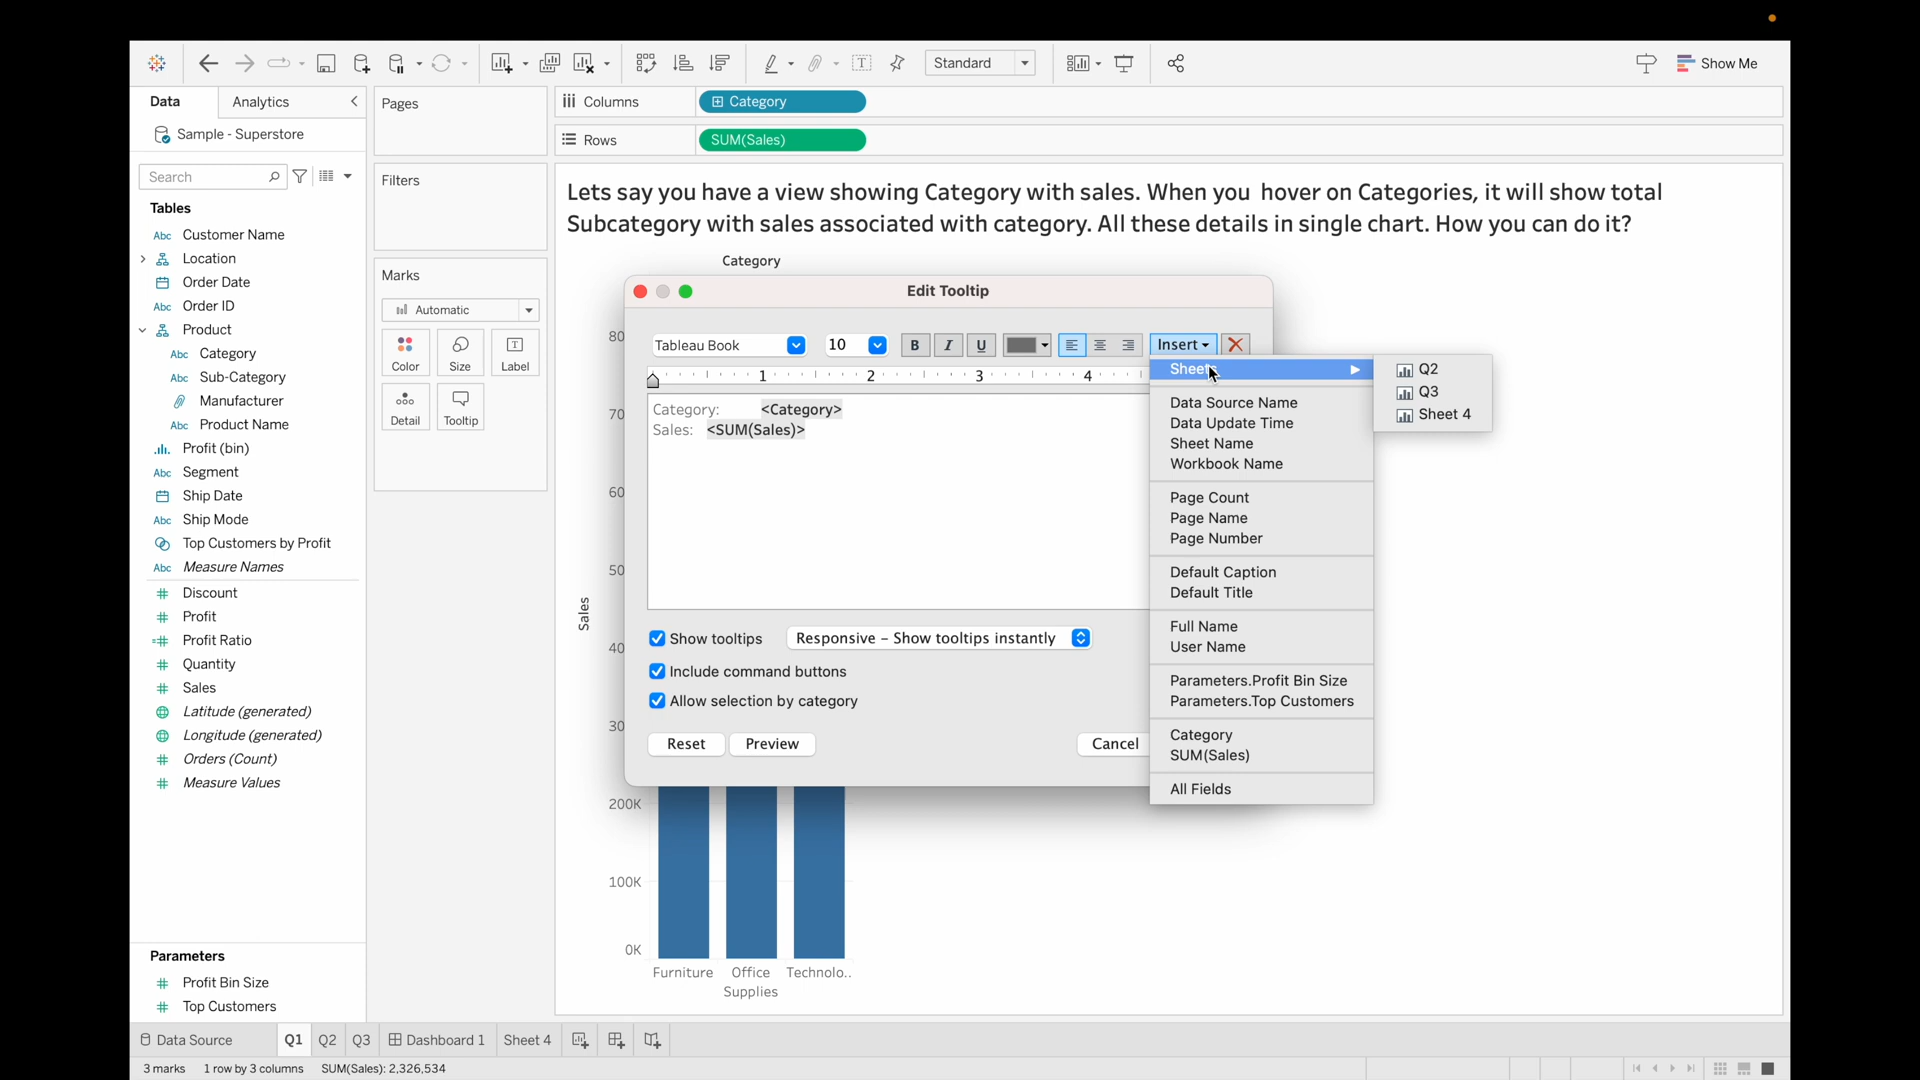 Standard
Show Me
Data
Analytics
Pages
Columns
Category
Sample - Superstore
Rows
SUM(Sales)
Search
Filters
Lets say you have a view showing Category with sales. When you hover on Categories, it will show total
Subcategory with sales associated with category. All these details in single chart. How you can do it?
Tables
Abc Customer Name
Location
Order Date
Abc Order ID
Product
Abc Category
Abc Sub-Category
Manufacturer
Abc Product Name
Profit (bin)
Abc Segment
Ship Date
Abc Ship Mode
Top Customers by Profit
Abc Measure Names
Discount
Profit
Profit Ratio
Quantity
Sales
Latitude (generated)
Longitude (generated)
Orders (Count)
Measure Values
Parameters
Profit Bin Size
Top Customers
Marks
Automatic
Color
Size
Label
Detail
Tooltip
Category
Edit Tooltip
Tableau Book
10
B
I
U
Insert
1 2 3 4
Category: <Category>
Sales: <SUM(Sales)>
Show tooltips
Responsive – Show tooltips instantly
Include command buttons
Allow selection by category
Reset
Preview
Cancel
Sheets
Data Source Name
Data Update Time
Sheet Name
Workbook Name
Page Count
Page Name
Page Number
Default Caption
Default Title
Full Name
User Name
Parameters.Profit Bin Size
Parameters.Top Customers
Category
SUM(Sales)
All Fields
Q2
Q3
Sheet 4
Sales
80
70
60
50
40
30
200K
100K
0K
Furniture
Office
Supplies
Technolo..
Data Source
Q1
Q2
Q3
Dashboard 1
Sheet 4
3 marks
1 row by 3 columns
SUM(Sales): 2,326,534